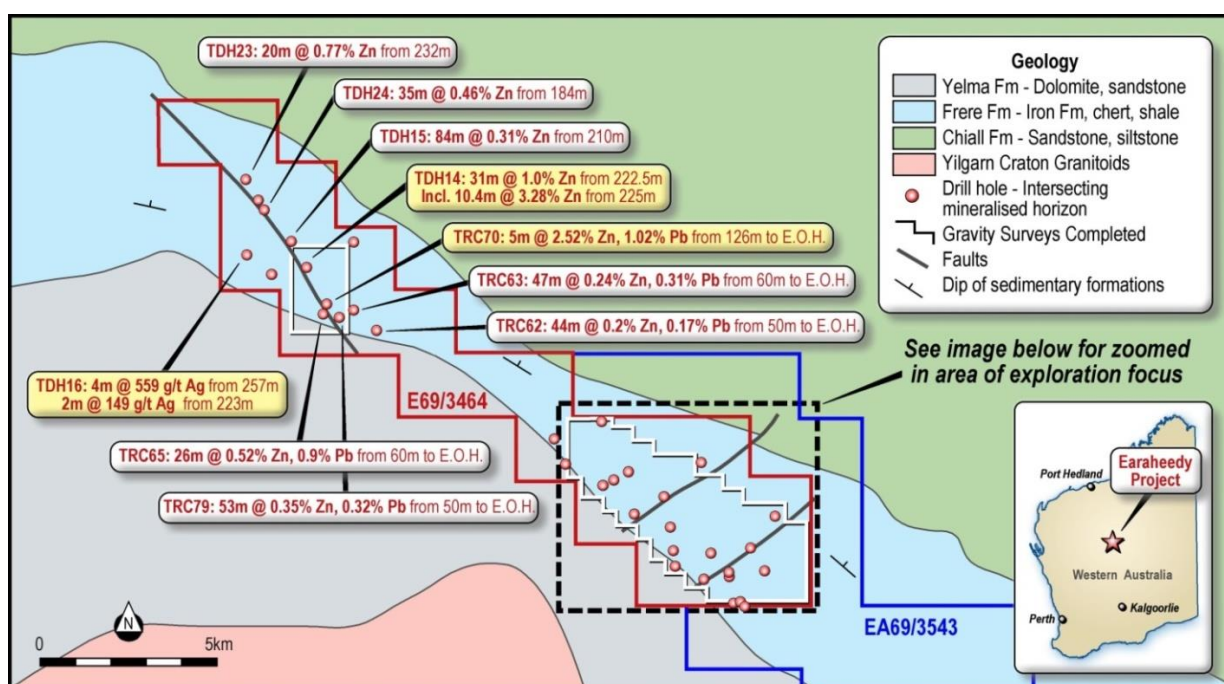 TDH23: 20m @ 0.77% Zn from 232m
TDH24: 35m @ 0.46% Zn from 184m
TDH15: 84m @ 0.31% Zn from 210m
TDH14: 31m @ 1.0% Zn from 222.5m
Incl. 10.4m @ 3.28% Zn from 225m
TRC70: 5m @ 2.52% Zn, 1.02% Pb from 126m to E.O.H.
TRC63: 47m @ 0.24% Zn, 0.31% Pb from 60m to E.O.H.
TRC62: 44m @ 0.2% Zn, 0.17% Pb from 50m to E.O.H.
TDH16: 4m @ 559 g/t Ag from 257m
2m @ 149 g/t Ag from 223m
TRC65: 26m @ 0.52% Zn, 0.9% Pb from 60m to E.O.H.
TRC79: 53m @ 0.35% Zn, 0.32% Pb from 50m to E.O.H.
E69/3464
EA69/3543
See image below for zoomed
in area of exploration focus
Geology
Yelma Fm - Dolomite, sandstone
Frere Fm - Iron Fm, chert, shale
Chiall Fm - Sandstone, siltstone
Yilgarn Craton Granitoids
Drill hole - Intersecting
mineralised horizon
Gravity Surveys Completed
Faults
Dip of sedimentary formations
Port Hedland
Earaheedy
Project
Western Australia
Kalgoorlie
Perth
N
0 5km